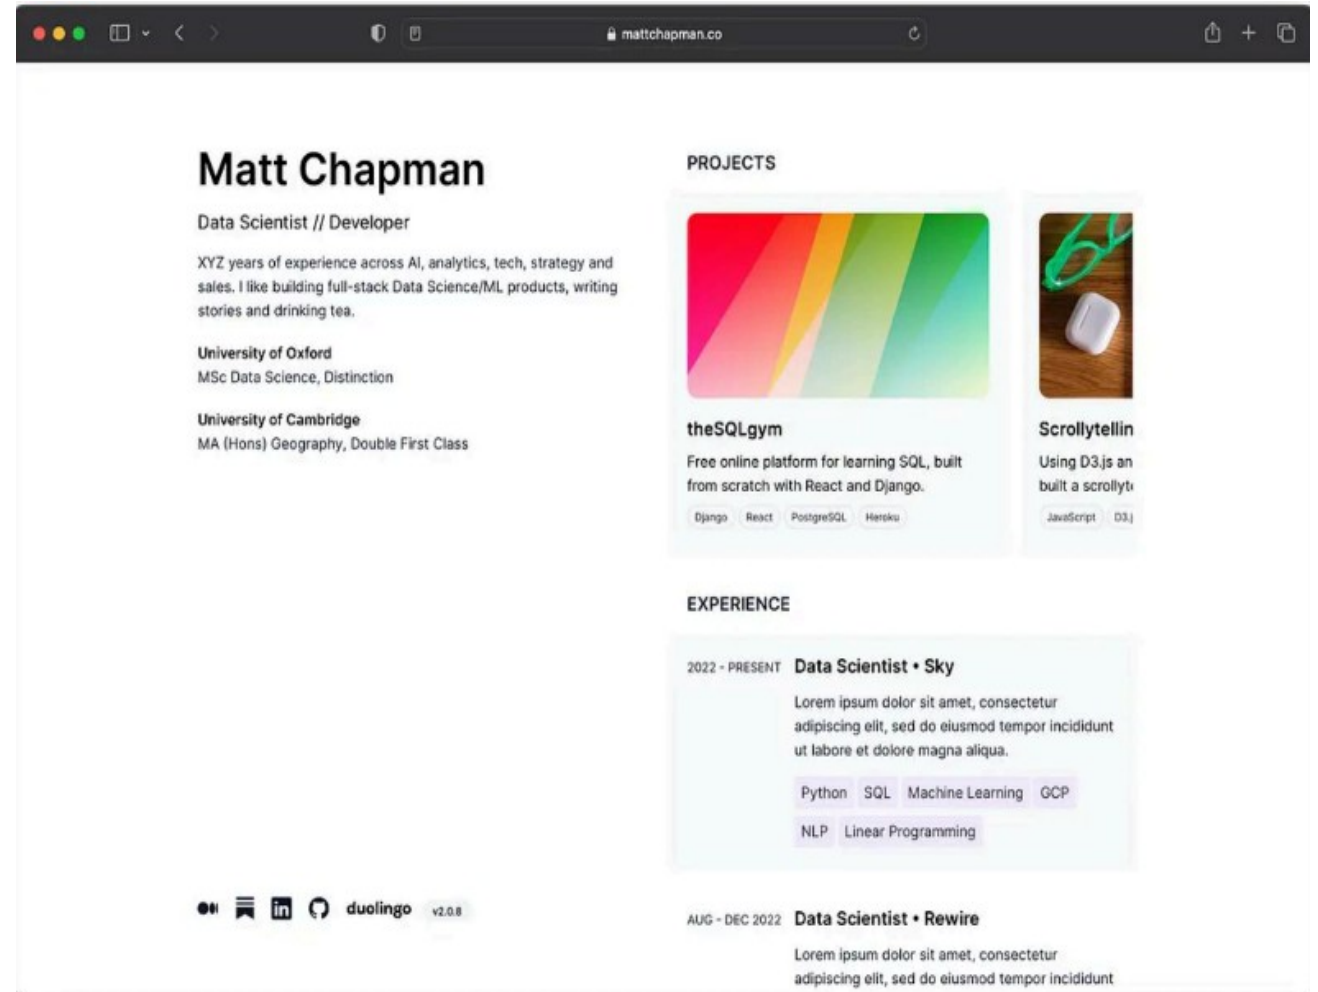 mattchapman.co
Matt Chapman
Data Scientist // Developer
XYZ years of experience across AI, analytics, tech, strategy and
sales. I like building full-stack Data Science/ML products, writing
stories and drinking tea.
University of Oxford
MSc Data Science, Distinction
University of Cambridge
MA (Hons) Geography, Double First Class
in
duolingo
v2.0.8
PROJECTS
theSQLgym
Free online platform for learning SQL, built
from scratch with React and Django.
Django React PostgreSQL Heroku
Scrollytellin
Using D3.js an
built a scrollyt
JavaScript D3.j
EXPERIENCE
2022 - PRESENT Data Scientist • Sky
Lorem ipsum dolor sit amet, consectetur
adipiscing elit, sed do eiusmod tempor incididunt
ut labore et dolore magna aliqua.
Python SQL Machine Learning GCP
NLP Linear Programming
AUG - DEC 2022 Data Scientist • Rewire
Lorem ipsum dolor sit amet, consectetur
adipiscing elit, sed do eiusmod tempor incididunt